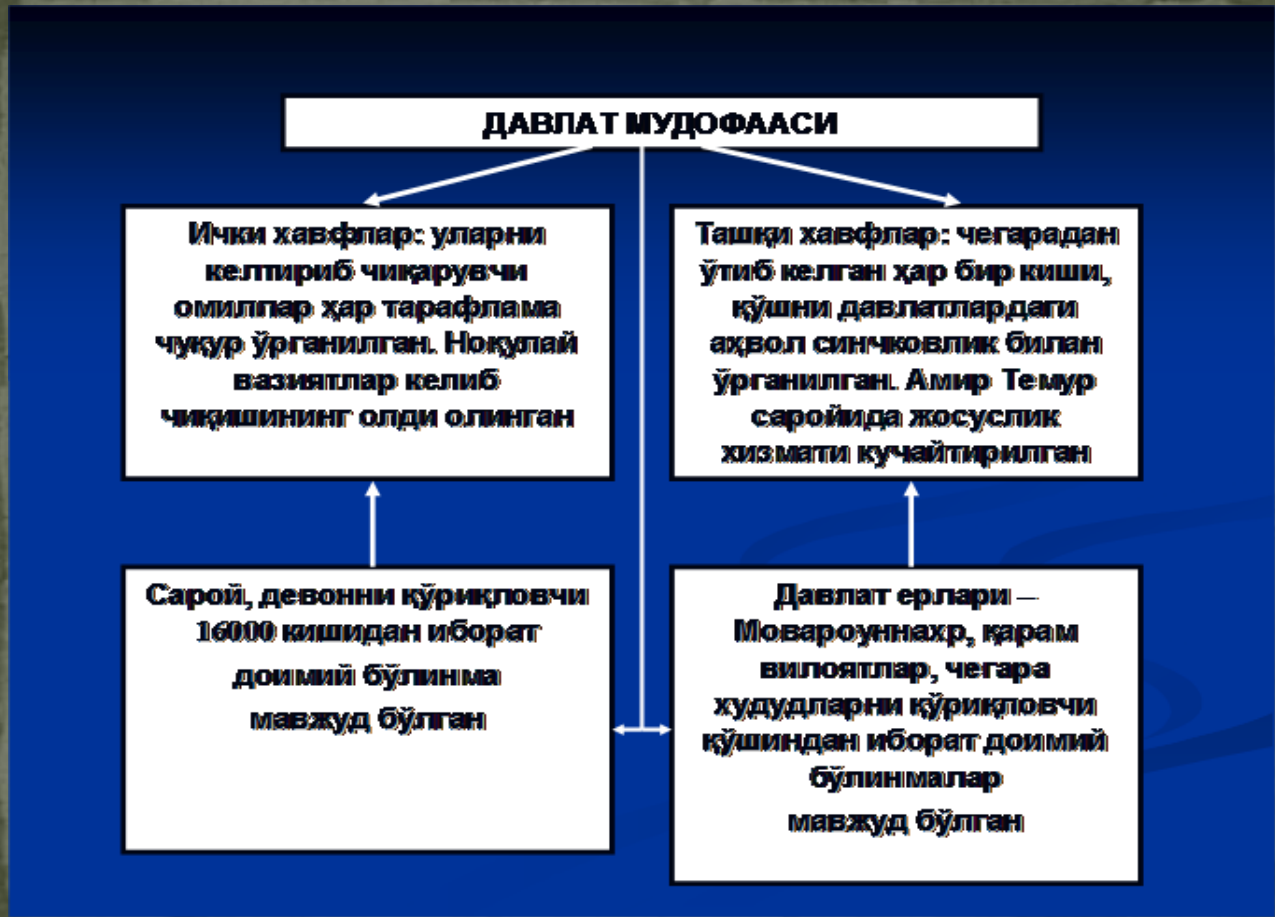 ДАВЛАТ МУДОФААСИ
Ички хавфлар: уларни
келтириб чиқарувчи
омиллар ҳар тарафлама
чуқур ўрганилган. Ноқулай
вазиятлар келиб
чиқишининг олди олинган
Ташқи хавфлар: чегарадан
ўтиб келган ҳар бир киши,
қўшни давлатлардаги
аҳвол синчковлик билан
ўрганилган. Амир Темур
саройида жосуслик
хизмати кучайтирилган
Сарой, девонни қўриқловчи
16000 кишидан иборат
доимий бўлинма
мавжуд бўлган
Давлат ерлари –
Мовароуннахр, қарам
вилоятлар, чегара
худудларни қўриқловчи
қўшиндан иборат доимий
бўлинмалар
мавжуд бўлган